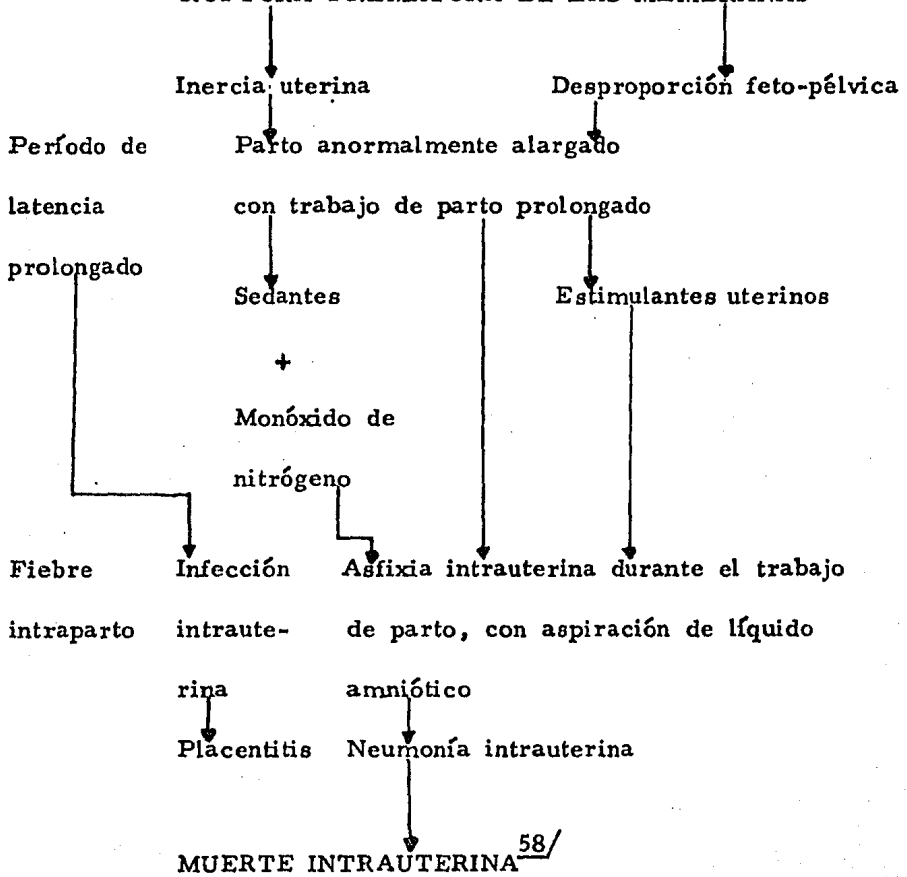 Inercia uterina Desproporción feto-pélvica
Período de Parto anormalmente alargado
latencia con trabajo de parto prolongado
prolongado
Sedantes Estimulantes uterinos
+
Monóxido de
nitrógeno
Fiebre Infección Asfixia intrauterina durante el trabajo
intraparto intraute- de parto, con aspiración de líquido
rina amniótico
Placentitis Neumonía intrauterina
MUERTE INTRAUTERINA 58/